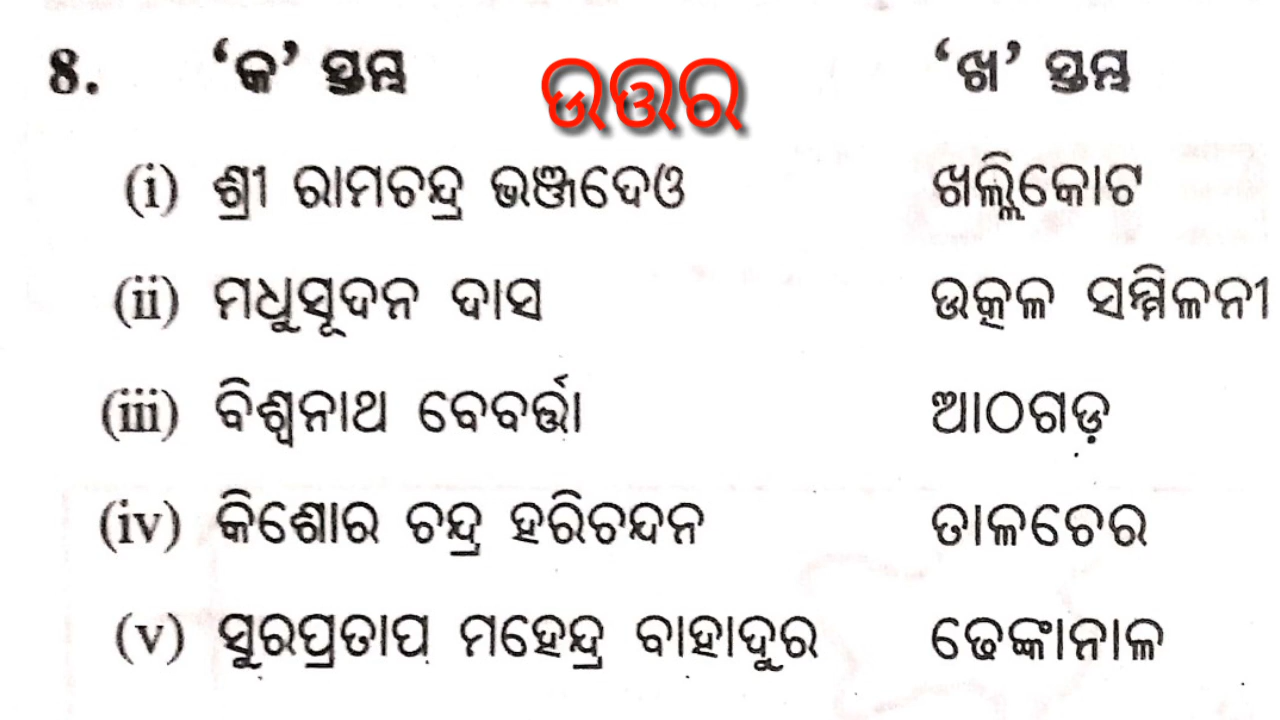 8. ‘କ’ ସ୍ତମ୍ଭ ଉତ୍ତର ‘ଖ’ ସ୍ତମ୍ଭ
(i) ଶ୍ରୀ ରାମଚନ୍ଦ୍ର ଭଞ୍ଜଦେଓ ଖଲ୍ଲିକୋଟ
(ii) ମଧୁସୂଦନ ଦାସ ଉତ୍କଳ ସମ୍ମିଳନୀ
(iii) ବିଶ୍ୱନାଥ ବେବର୍ତ୍ତା ଆଠଗଡ଼
(iv) କିଶୋର ଚନ୍ଦ୍ର ହରିଚନ୍ଦନ ତାଳଚେର
(v) ସୁରପ୍ରତାପ ମହେନ୍ଦ୍ର ବାହାଦୁର ଢେଙ୍କାନାଳ